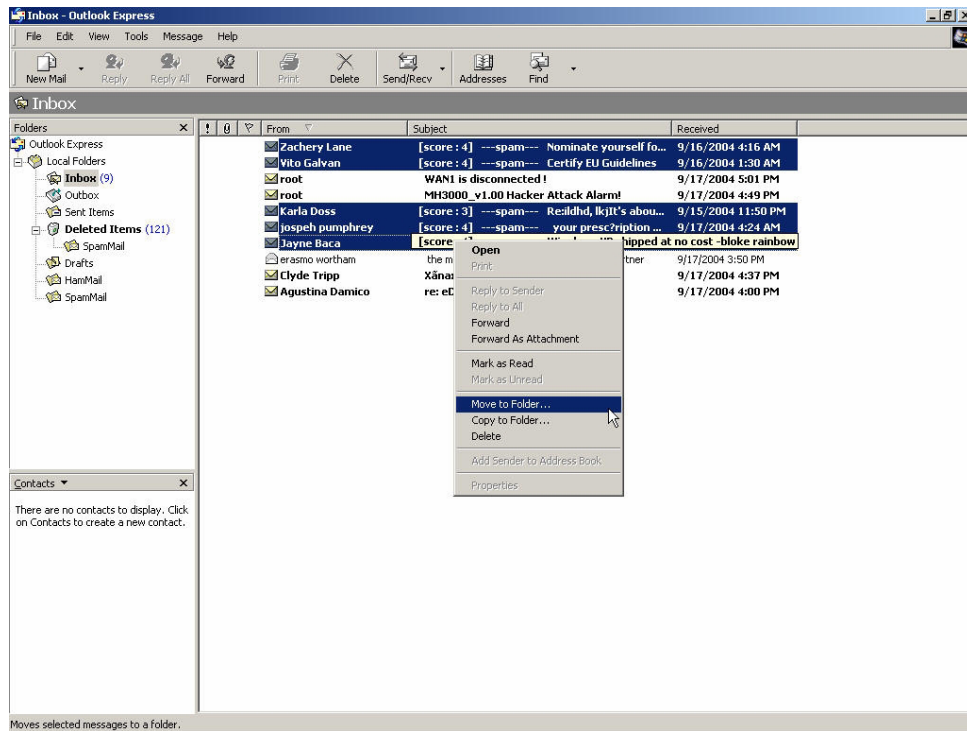 Inbox - Outlook Express
File Edit View Tools Message Help
New Mail Reply Reply All Forward Print Delete Send/Recv Addresses Find
Inbox
Folders
Outlook Express
Local Folders
Inbox (9)
Outbox
Sent Items
Deleted Items (121)
SpamMail
Drafts
HamMail
SpamMail
Contacts
There are no contacts to display. Click
on Contacts to create a new contact.
! From Subject Received
Zachery Lane [score : 4] ---spam--- Nominate yourself fo... 9/16/2004 4:16 AM
Vito Galvan [score : 4] ---spam--- Certify EU Guidelines 9/16/2004 1:30 AM
root WAN1 is disconnected ! 9/17/2004 5:01 PM
root MH3000_v1.00 Hacker Attack Alarm! 9/17/2004 4:49 PM
Karla Doss [score : 3] ---spam--- Re:ildhd, lkjIt's abou... 9/15/2004 11:50 PM
jospeh pumphrey [score : 4] ---spam--- your presc?ription ... 9/17/2004 4:24 AM
Jayne Baca [score at no cost -bloke rainbow
erasmo wortham the m 9/17/2004 3:50 PM
Clyde Tripp 9/17/2004 4:37 PM
Agustina Damico re: eD 9/17/2004 4:00 PM
Open
Print
Reply to Sender
Reply to All
Forward
Forward As Attachment
Mark as Read
Mark as Unread
Move to Folder...
Copy to Folder...
Delete
Add Sender to Address Book
Properties
Moves selected messages to a folder.